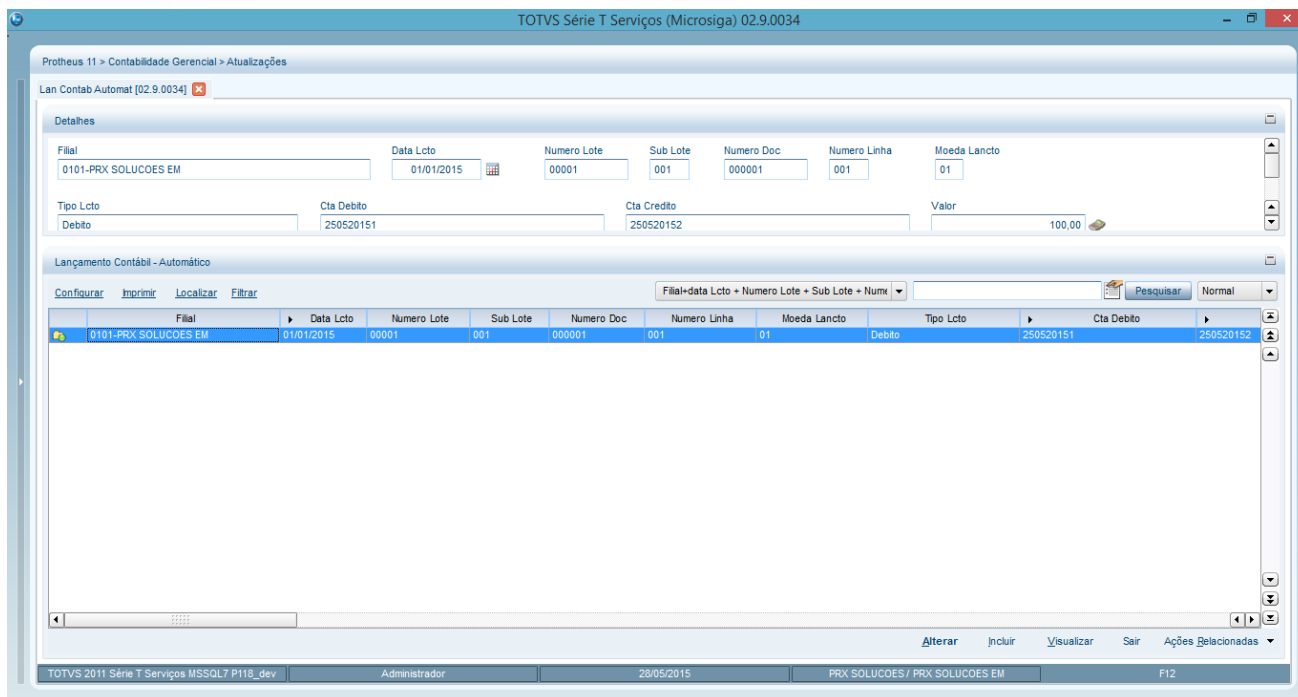 TOTVS Série T Serviços (Microsiga) 02.9.0034
Protheus 11 > Contabilidade Gerencial > Atualizações
Lan Contab Automat [02.9.0034]
Detalhes
Filial Data Lcto Numero Lote Sub Lote Numero Doc Numero Linha Moeda Lancto
0101-PRX SOLUCOES EM 01/01/2015 00001 001 000001 001 01
Tipo Lcto Cta Debito Cta Credito Valor
Debito 250520151 250520152 100,00
Lançamento Contábil - Automático
Configurar Imprimir Localizar Filtrar Filial+data Lcto + Numero Lote + Sub Lote + Nume Pesquisar Normal
Filial Data Lcto Numero Lote Sub Lote Numero Doc Numero Linha Moeda Lancto Tipo Lcto Cta Debito
0101-PRX SOLUCOES EM 01/01/2015 00001 001 000001 001 01 Debito 250520151 250520152
Alterar Incluir Visualizar Sair Ações Relacionadas
TOTVS 2011 Série T Serviços MSSQL7 P118_dev Administrador 28/05/2015 PRX SOLUCOES / PRX SOLUCOES EM F12